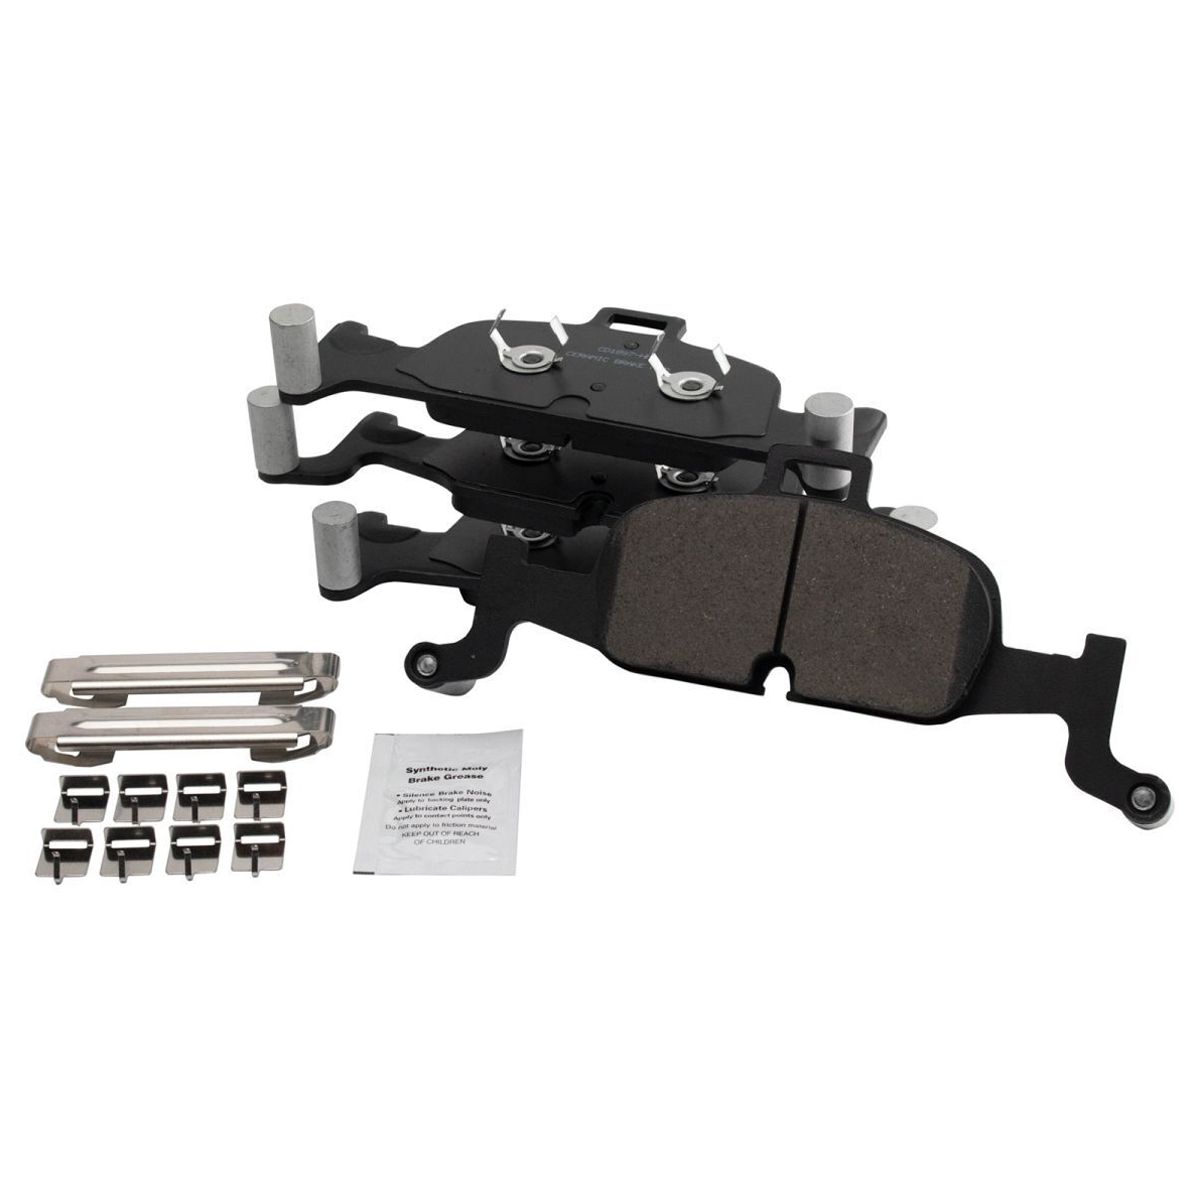 CERAMIC BRAKE
Synthetic Moly
Brake Grease
• Silence Brake Noise
Apply to backing plate only
• Lubricate Calipers
Apply to contact points only
Do not apply to friction material
KEEP OUT OF REACH
OF CHILDREN